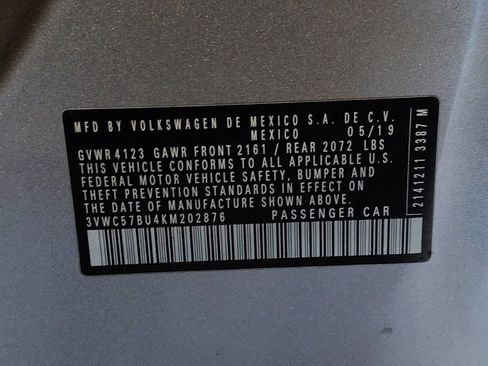 MFD BY VOLKSWAGEN DE MEXICO S.A. DE C.V.
MEXICO 05/19
GVWR 4123 GAWR FRONT 2161 / REAR 2072 LBS
THIS VEHICLE CONFORMS TO ALL APPLICABLE U.S.
FEDERAL MOTOR VEHICLE SAFETY, BUMPER AND
THEFT PREVENTION STANDARDS IN EFFECT ON
THE DATE OF MANUFACTURE SHOWN ABOVE.
3VWC57BU4KM202876 PASSENGER CAR
2141211 3387 M